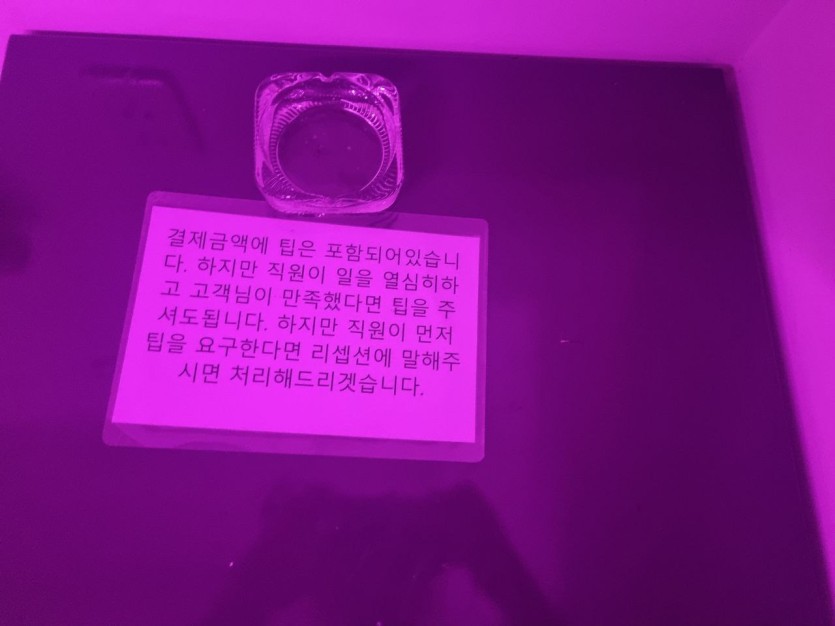 결제금액에 팁은 포함되어있습니
다. 하지만 직원이 일을 열심히하
고 고객님이 만족했다면 팁을 주
셔도됩니다. 하지만 직원이 먼저
팁을 요구한다면 리셉션에 말해주
시면 처리해드리겟습니다.